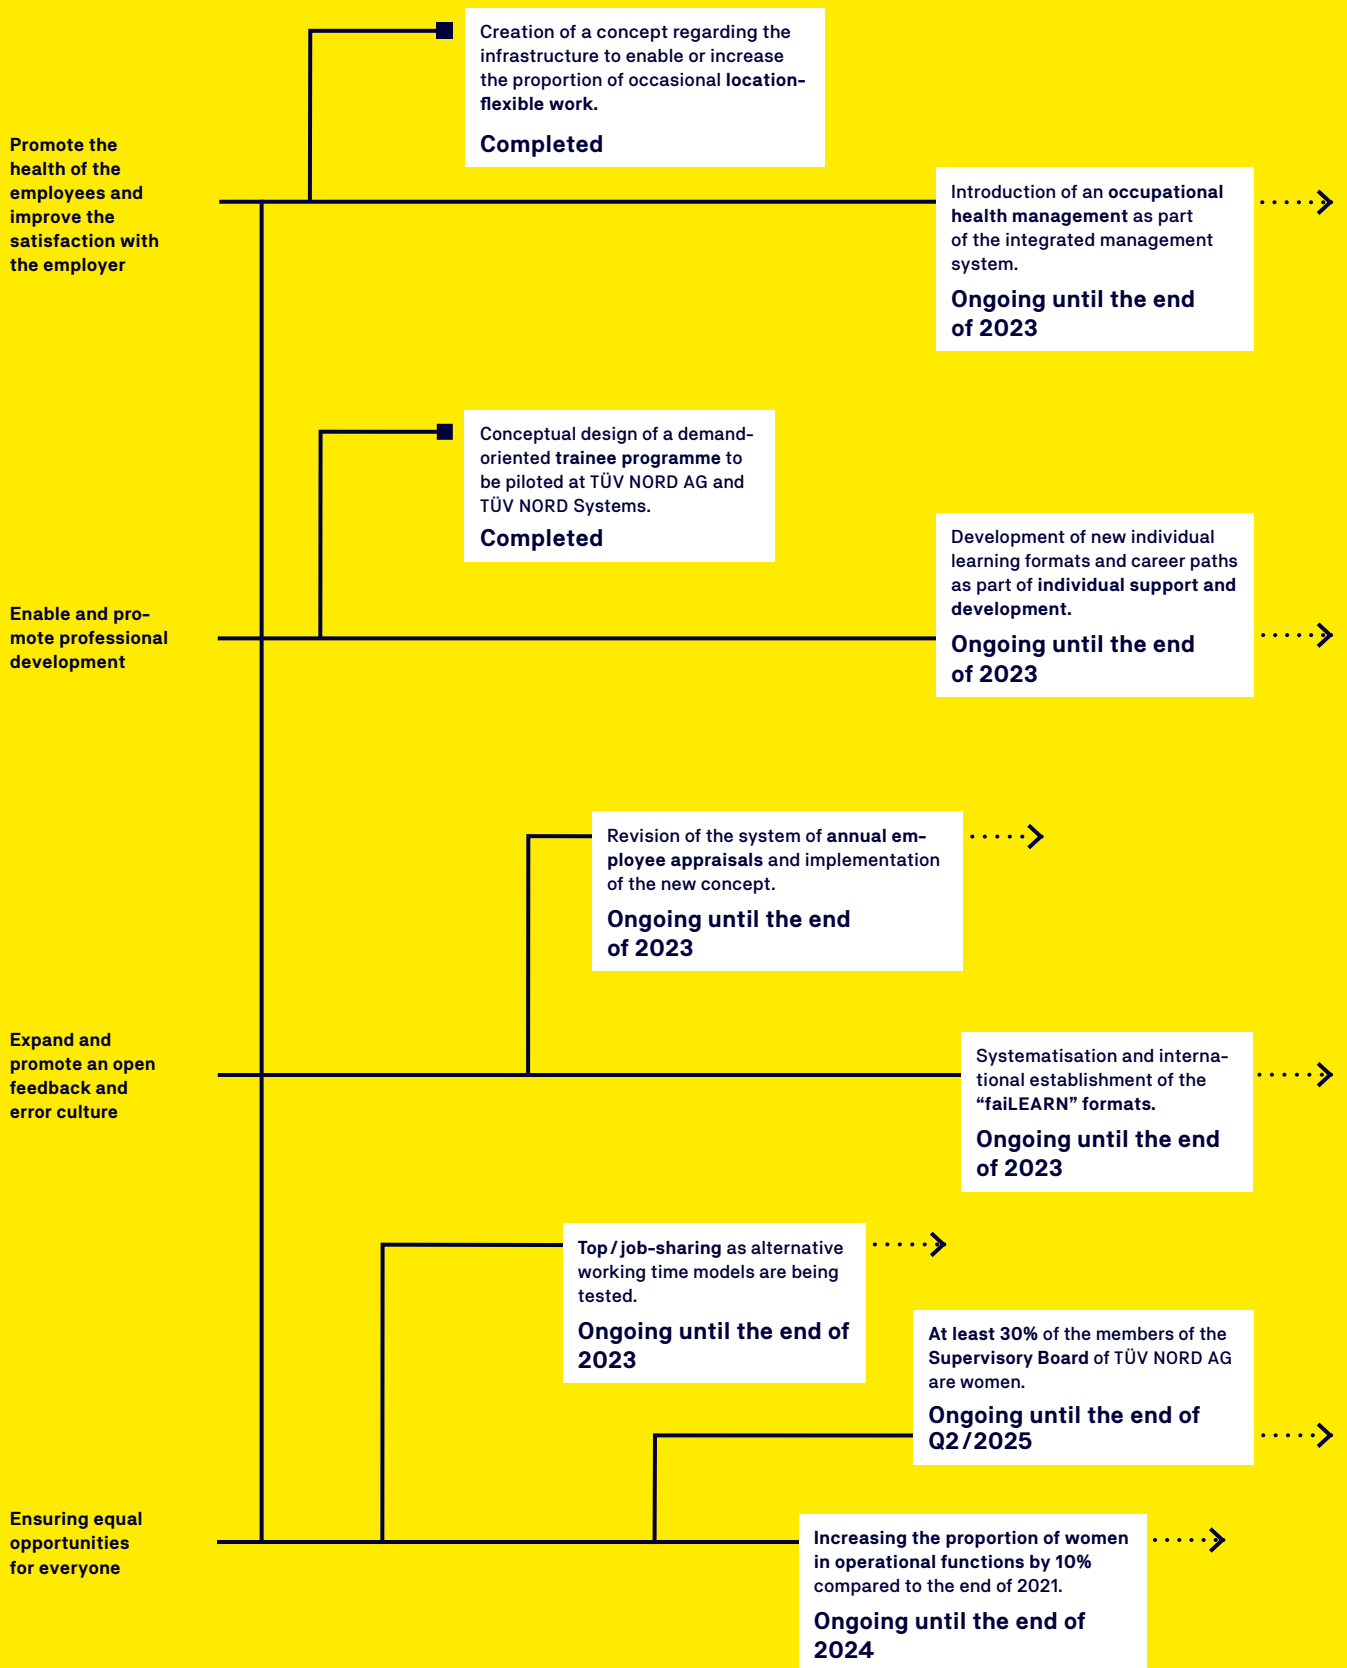 Creation of a concept regarding the
infrastructure to enable or increase
the proportion of occasional location-
flexible work.
Completed
Promote the
health of the
employees and
improve the
satisfaction with
the employer
Introduction of an occupational
health management as part
of the integrated management
system.
Ongoing until the end
of 2023
Conceptual design of a demand-
oriented trainee programme to
be piloted at TÜV NORD AG and
TÜV NORD Systems.
Completed
Enable and pro-
mote professional
development
Development of new individual
learning formats and career paths
as part of individual support and
development.
Ongoing until the end
of 2023
Revision of the system of annual em-
ployee appraisals and implementation
of the new concept.
Ongoing until the end
of 2023
Expand and
promote an open
feedback and
error culture
Systematisation and interna-
tional establishment of the
“faiLEARN” formats.
Ongoing until the end
of 2023
Top/job-sharing as alternative
working time models are being
tested.
Ongoing until the end of
2023
At least 30% of the members of the
Supervisory Board of TÜV NORD AG
are women.
Ongoing until the end of
Q2/2025
Ensuring equal
opportunities
for everyone
Increasing the proportion of women
in operational functions by 10%
compared to the end of 2021.
Ongoing until the end of
2024